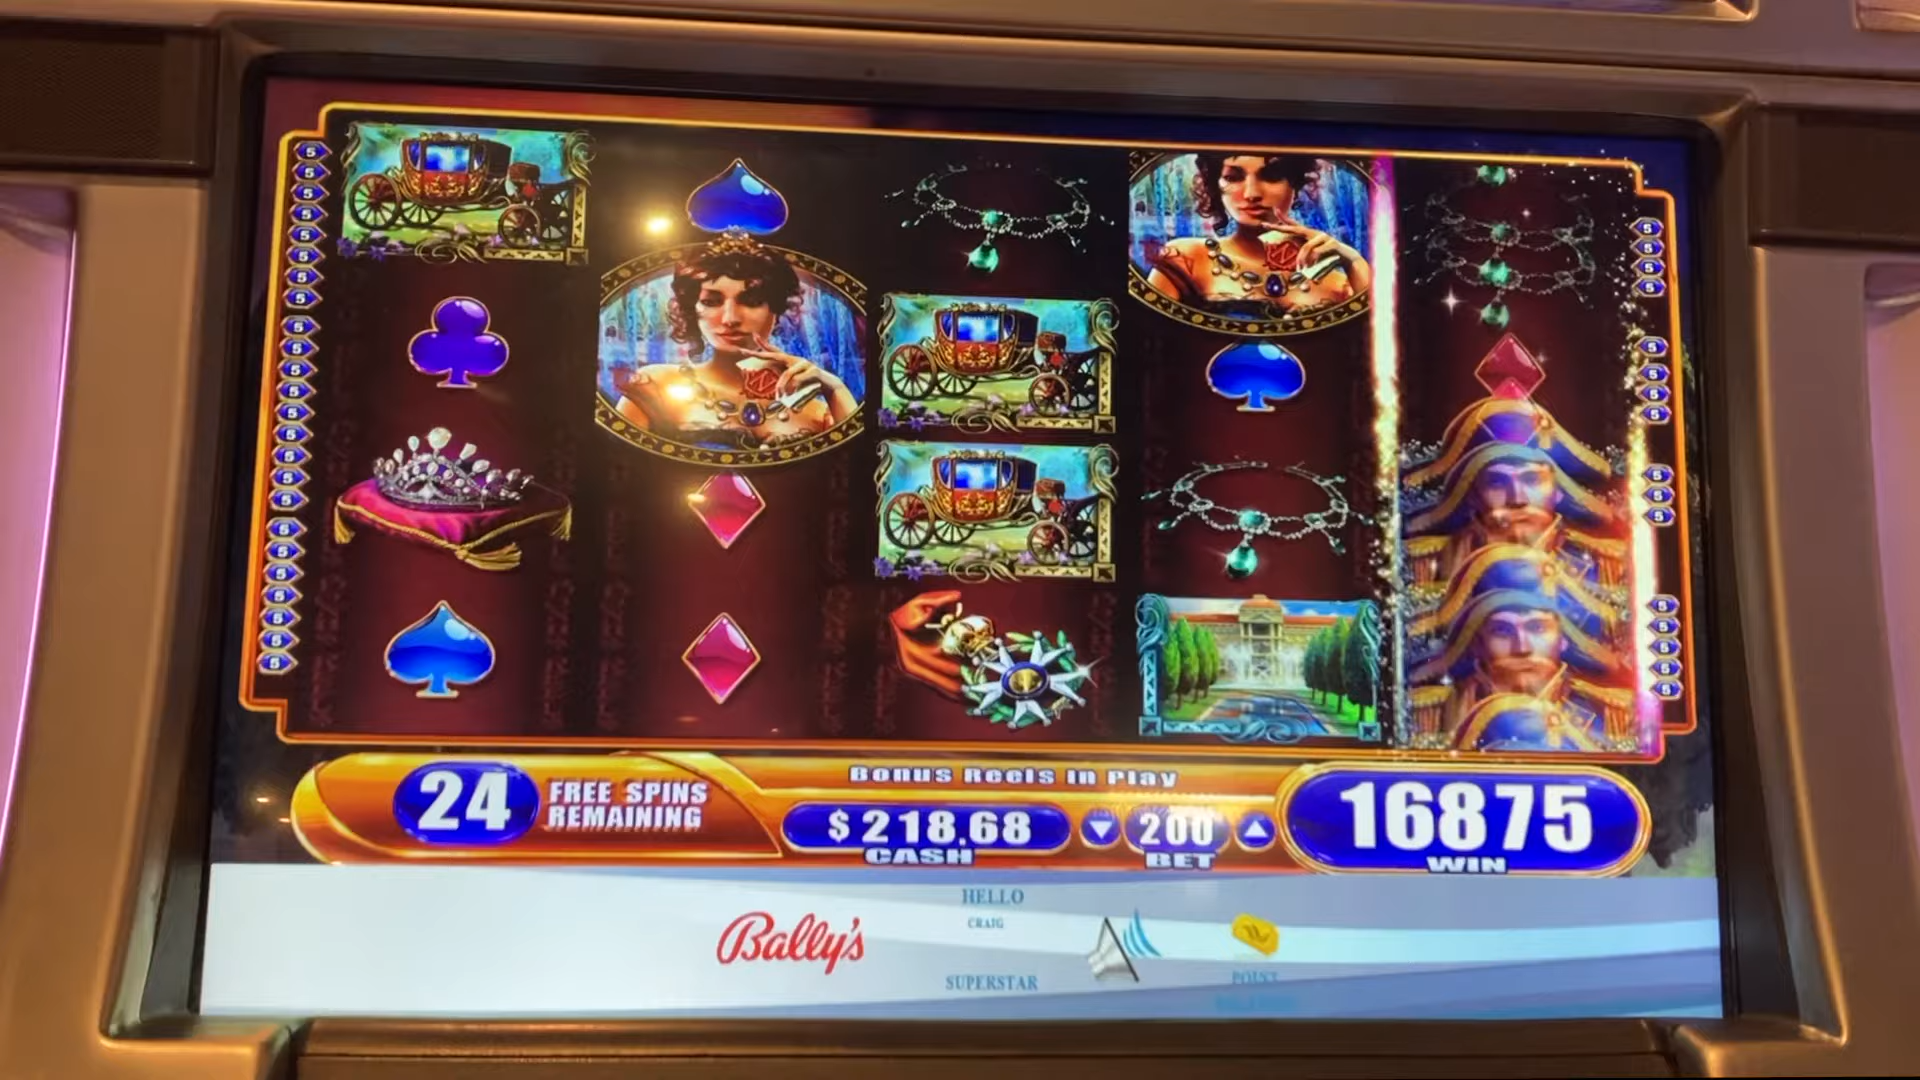 24
FREE SPINS
REMAINING
Bonus Reels In Play
$218.68
CASH
200
BET
16875
WIN
HELLO
CRAIG
Bally's
SUPERSTAR
POINT